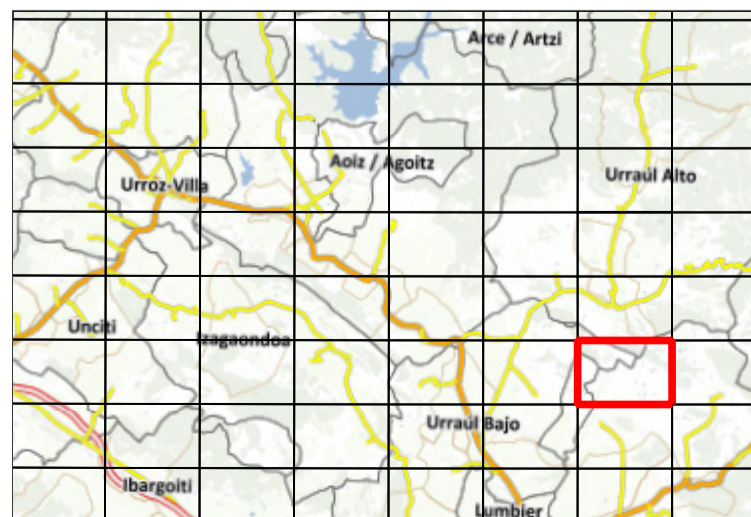 Arce / Artzi
Aoiz / Agoitz
Urraúl Alto
Urroz-Villa
Unciti
Izagaondoa
Urraúl Bajo
Ibargoiti
Lumbier